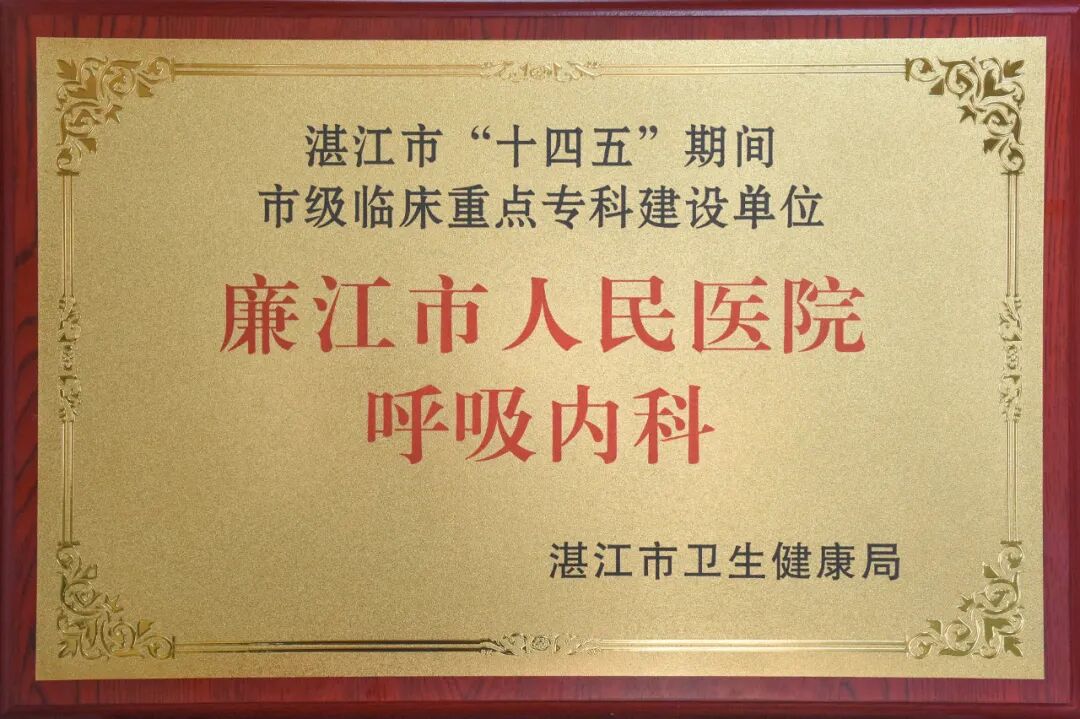 湛江市“十四五”期间
市级临床重点专科建设单位
廉江市人民医院
呼吸内科
湛江市卫生健康局